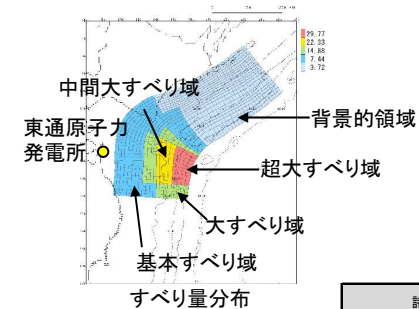 29.77
22.33
14.88
7.44
3.72
中間大すべり域
東通原子力
発電所
背景的領域
超大すべり域
大すべり域
基本すべり域
すべり量分布